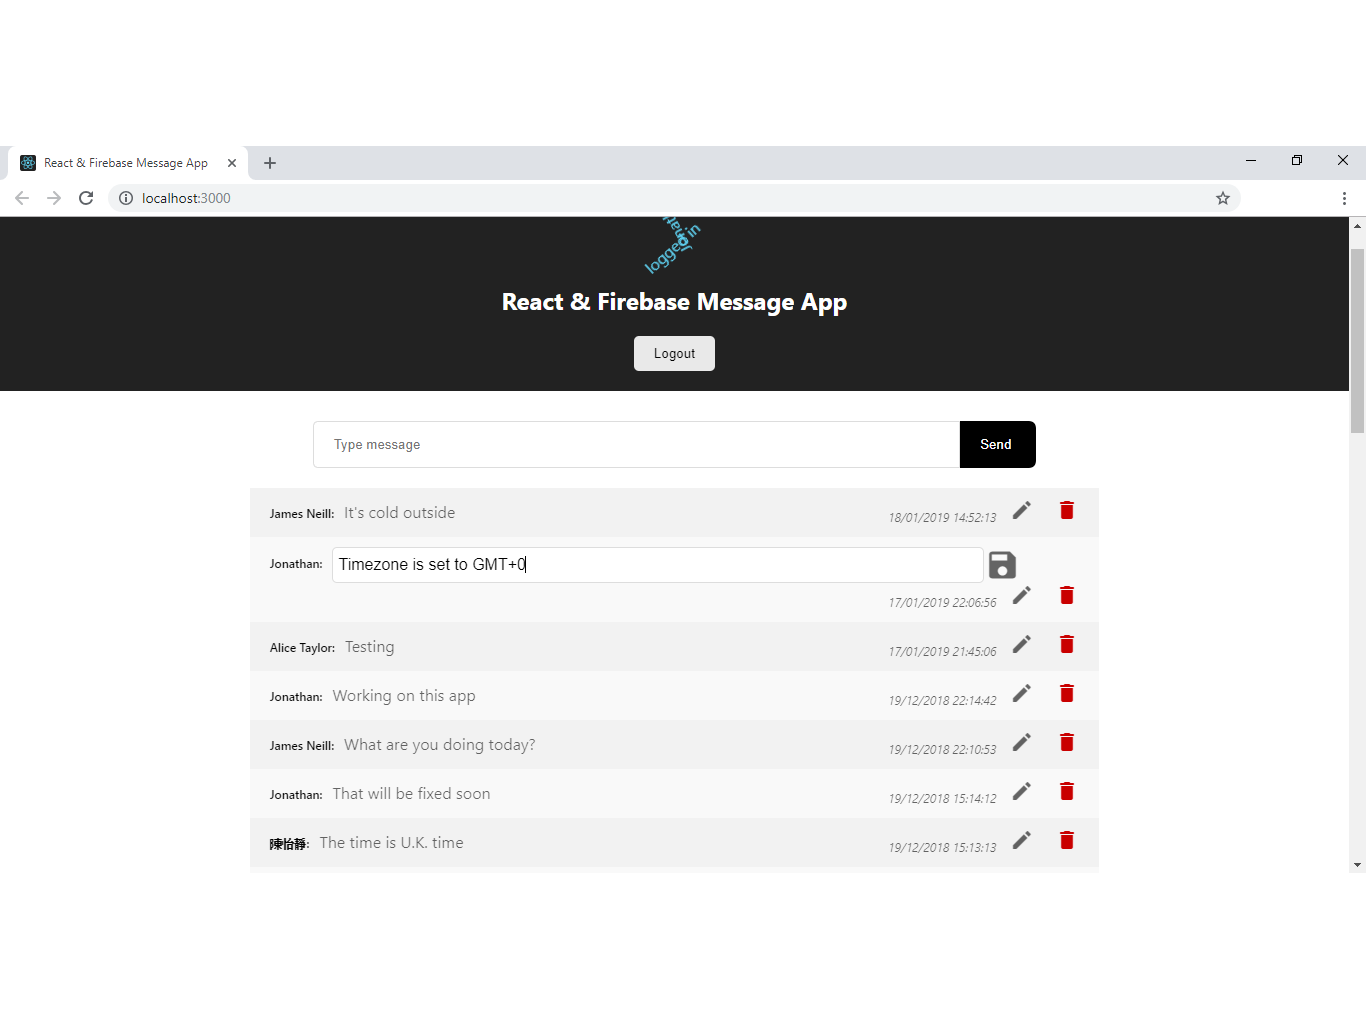 React & Firebase Message App
localhost:3000
logged in
React & Firebase Message App
Logout
Type message
Send
James Neill: It's cold outside 18/01/2019 14:52:13
Jonathan: Timezone is set to GMT+0
17/01/2019 22:06:56
Alice Taylor: Testing 17/01/2019 21:45:06
Jonathan: Working on this app 19/12/2018 22:14:42
James Neill: What are you doing today? 19/12/2018 22:10:53
Jonathan: That will be fixed soon 19/12/2018 15:14:12
陳怡靜: The time is U.K. time 19/12/2018 15:13:13